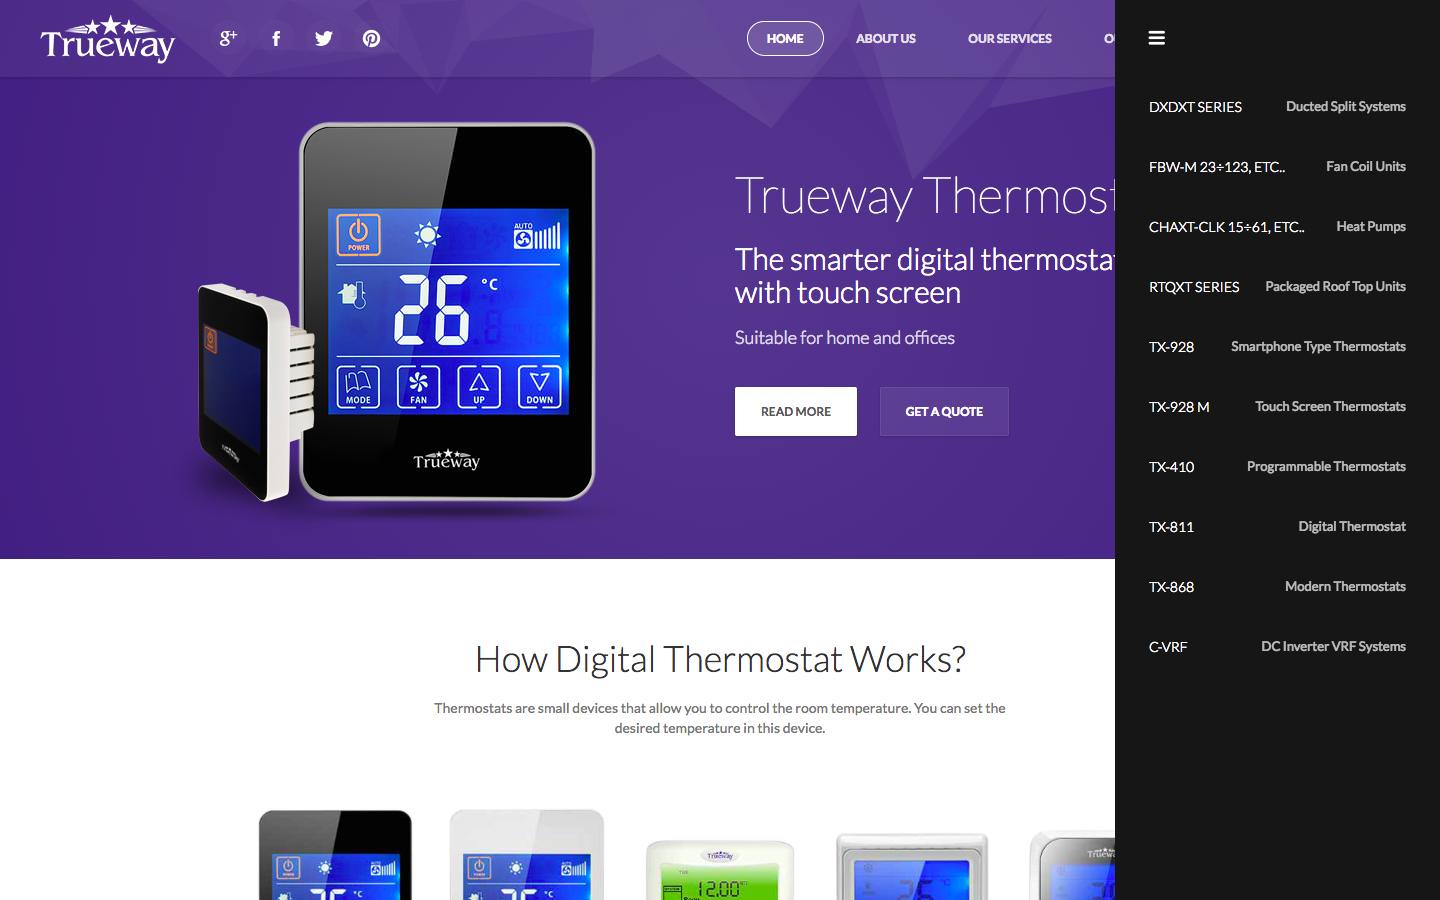 Trueway
HOME
ABOUT US
OUR SERVICES
DXDXT SERIES Ducted Split Systems
FBW-M 23÷123, ETC.. Fan Coil Units
CHAXT-CLK 15÷61, ETC.. Heat Pumps
RTQXT SERIES Packaged Roof Top Units
TX-928 Smartphone Type Thermostats
TX-928 M Touch Screen Thermostats
TX-410 Programmable Thermostats
TX-811 Digital Thermostat
TX-868 Modern Thermostats
C-VRF DC Inverter VRF Systems
POWER
AUTO
26 °C
MODE
FAN
UP
DOWN
Trueway
Trueway Thermost
The smarter digital thermosta
with touch screen
Suitable for home and offices
READ MORE
GET A QUOTE
How Digital Thermostat Works?
Thermostats are small devices that allow you to control the room temperature. You can set the
desired temperature in this device.
Trueway
12.00